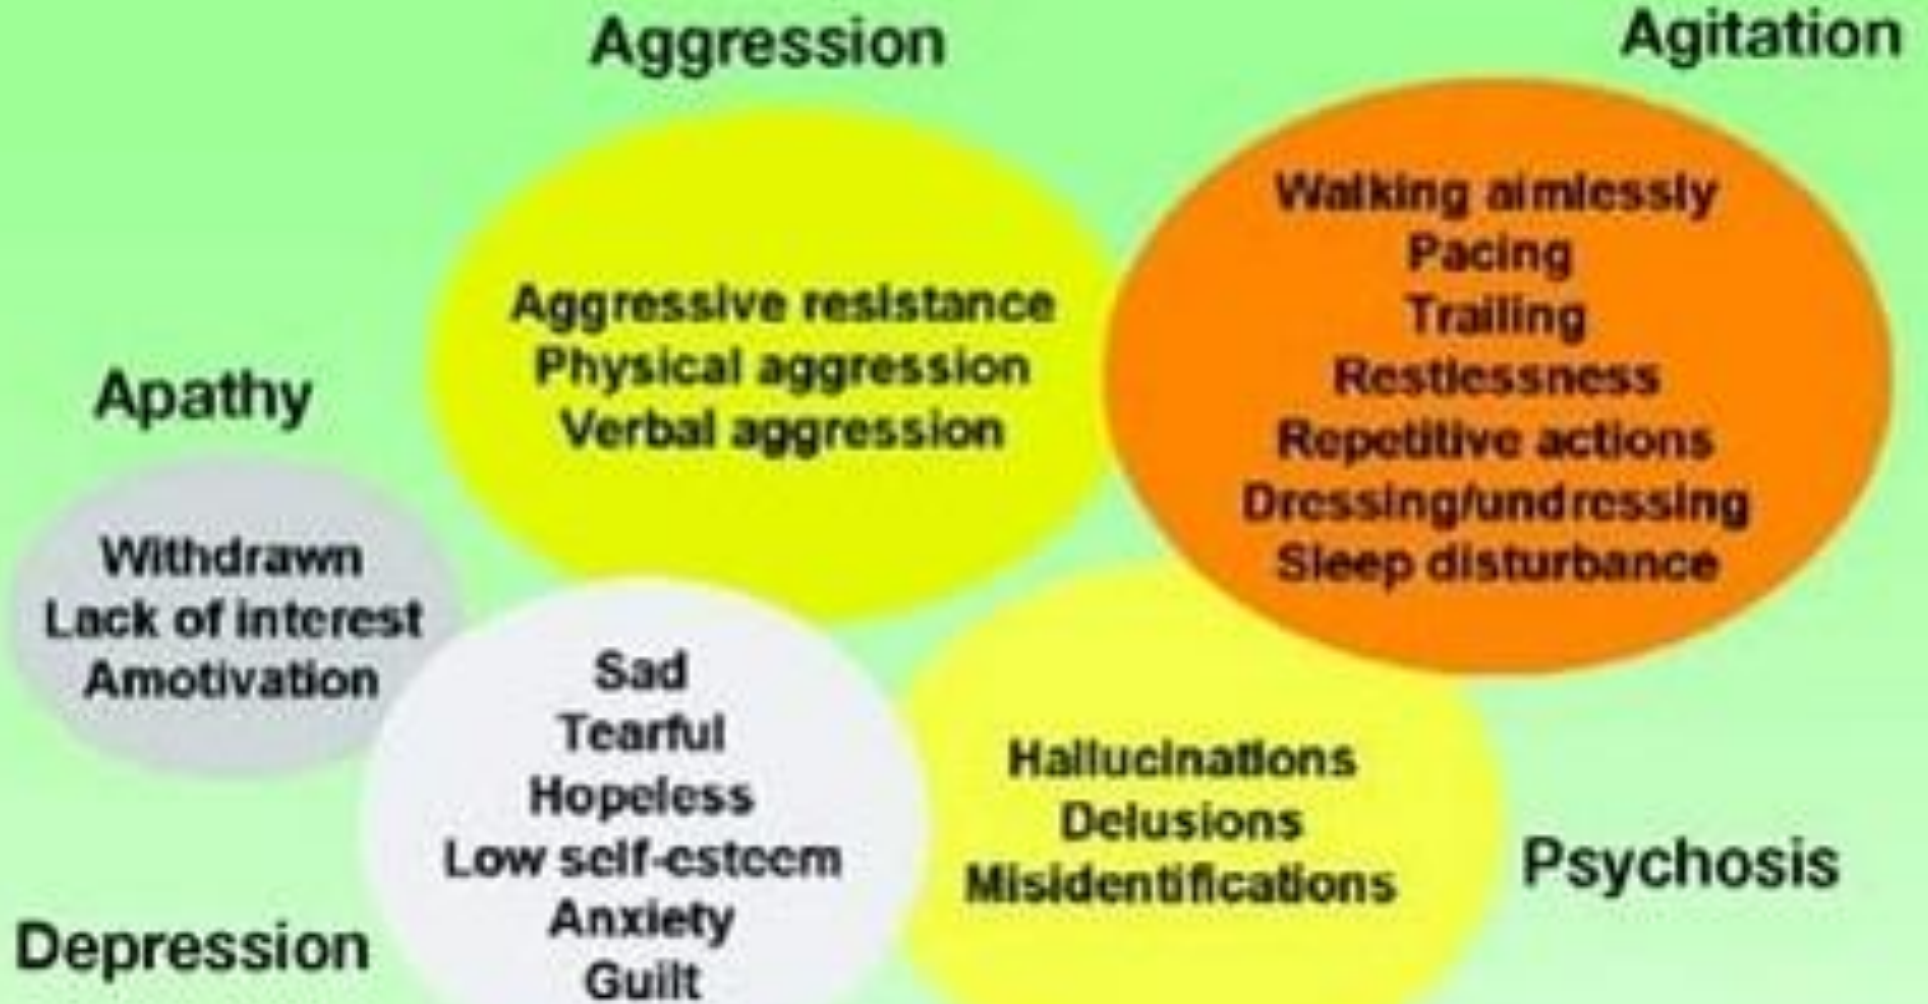 Aggression
Agitation
Walking aimlessly
Pacing
Trailing
Restlessness
Repetitive actions
Dressing/undressing
Sleep disturbance
Aggressive resistance
Physical aggression
Verbal aggression
Apathy
Withdrawn
Lack of interest
Amotivation
Sad
Tearful
Hopeless
Low self-esteem
Anxiety
Guilt
Hallucinations
Delusions
Misidentifications
Psychosis
Depression